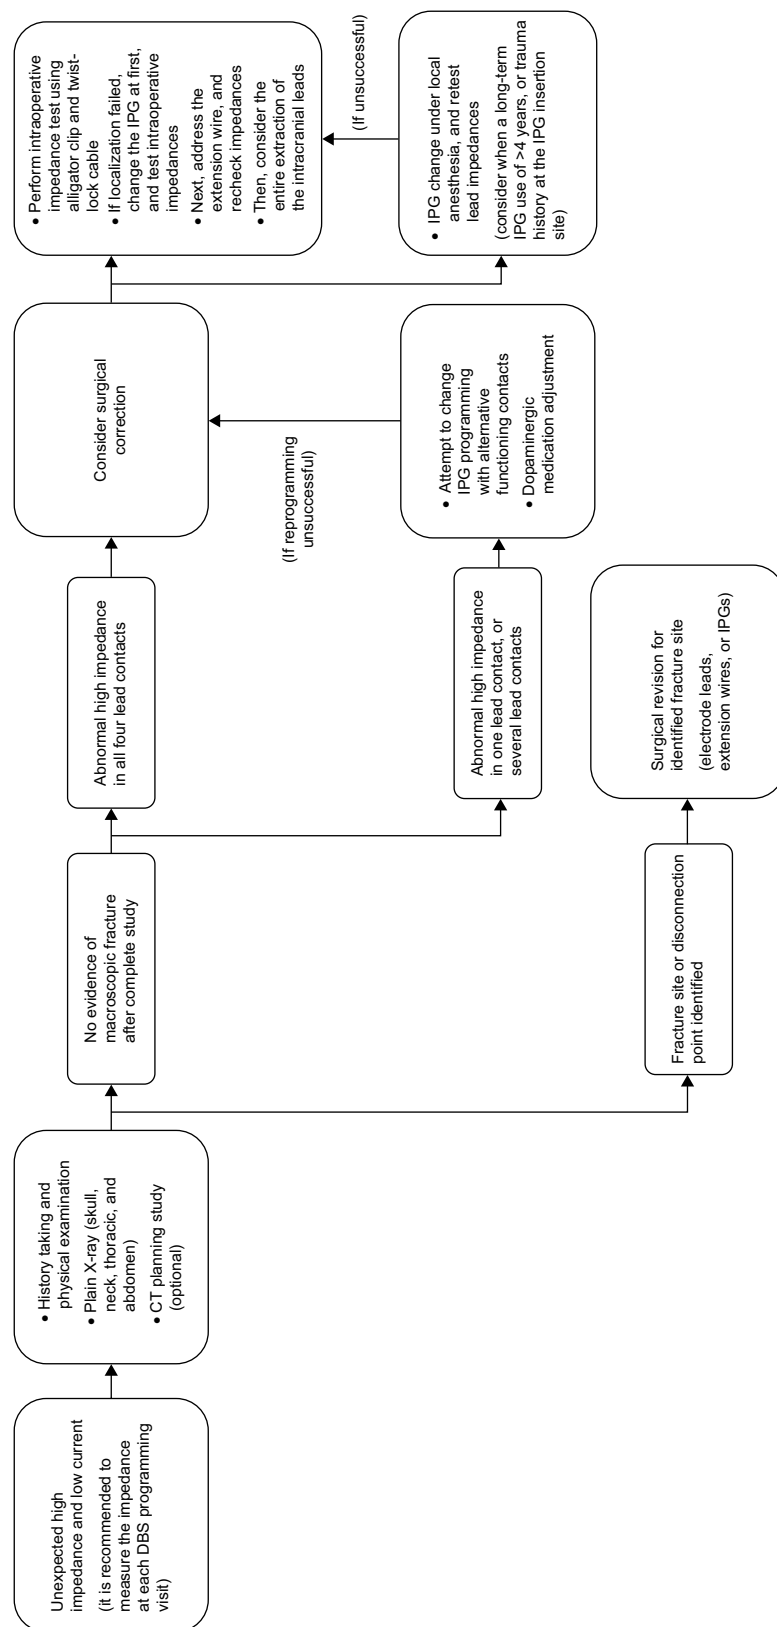 Unexpected high
impedance and low current
(it is recommended to
measure the impedance
at each DBS programming
visit)
• History taking and
physical examination
• Plain X-ray (skull,
neck, thoracic, and
abdomen)
• CT planning study
(optional)
No evidence of
macroscopic fracture
after complete study
Abnormal high impedance
in all four lead contacts
Consider surgical
correction
• Perform intraoperative
impedance test using
alligator clip and twist-
lock cable
• If localization failed,
change the IPG at first,
and test intraoperative
impedances
• Next, address the
extension wire, and
recheck impedances
• Then, consider the
entire extraction of
the intracranial leads
(If reprogramming
unsuccessful)
(If unsuccessful)
Abnormal high impedance
in one lead contact, or
several lead contacts
• Attempt to change
IPG programming
with alternative
functioning contacts
• Dopaminergic
medication adjustment
• IPG change under local
anesthesia, and retest
lead impedances
(consider when a long-term
IPG use of >4 years, or trauma
history at the IPG insertion
site)
Fracture site or disconnection
point identified
Surgical revision for
identified fracture site
(electrode leads,
extension wires, or IPGs)